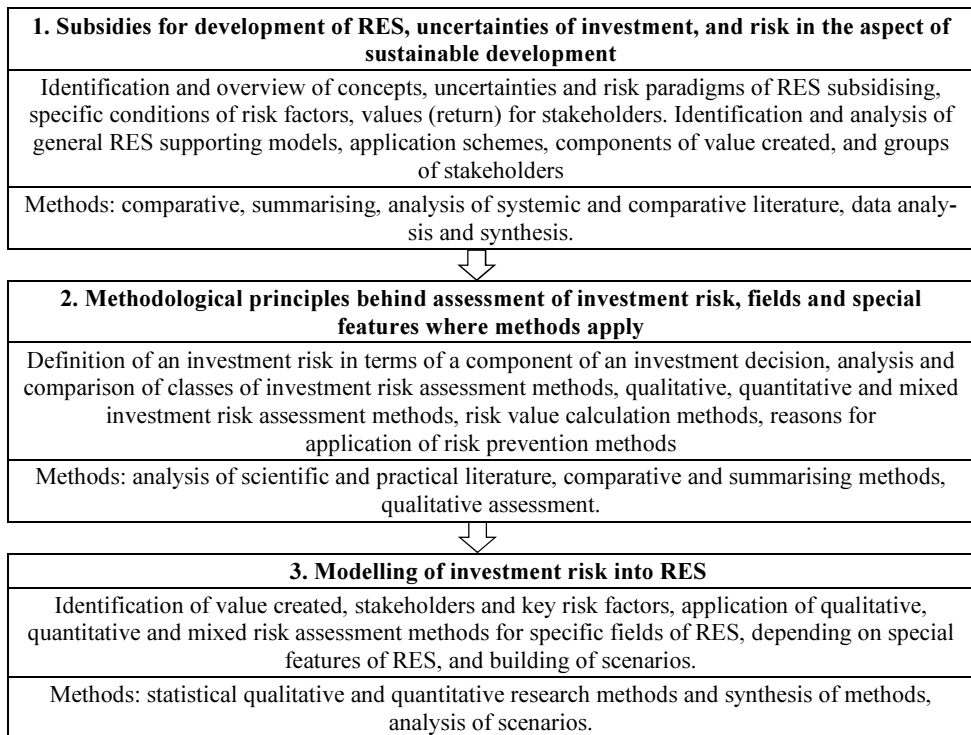 1. Subsidies for development of RES, uncertainties of investment, and risk in the aspect of
sustainable development
Identification and overview of concepts, uncertainties and risk paradigms of RES subsidising,
specific conditions of risk factors, values (return) for stakeholders. Identification and analysis of
general RES supporting models, application schemes, components of value created, and groups
of stakeholders
Methods: comparative, summarising, analysis of systemic and comparative literature, data analy-
sis and synthesis.
2. Methodological principles behind assessment of investment risk, fields and special
features where methods apply
Definition of an investment risk in terms of a component of an investment decision, analysis and
comparison of classes of investment risk assessment methods, qualitative, quantitative and mixed
investment risk assessment methods, risk value calculation methods, reasons for
application of risk prevention methods
Methods: analysis of scientific and practical literature, comparative and summarising methods,
qualitative assessment.
3. Modelling of investment risk into RES
Identification of value created, stakeholders and key risk factors, application of qualitative,
quantitative and mixed risk assessment methods for specific fields of RES, depending on special
features of RES, and building of scenarios.
Methods: statistical qualitative and quantitative research methods and synthesis of methods,
analysis of scenarios.